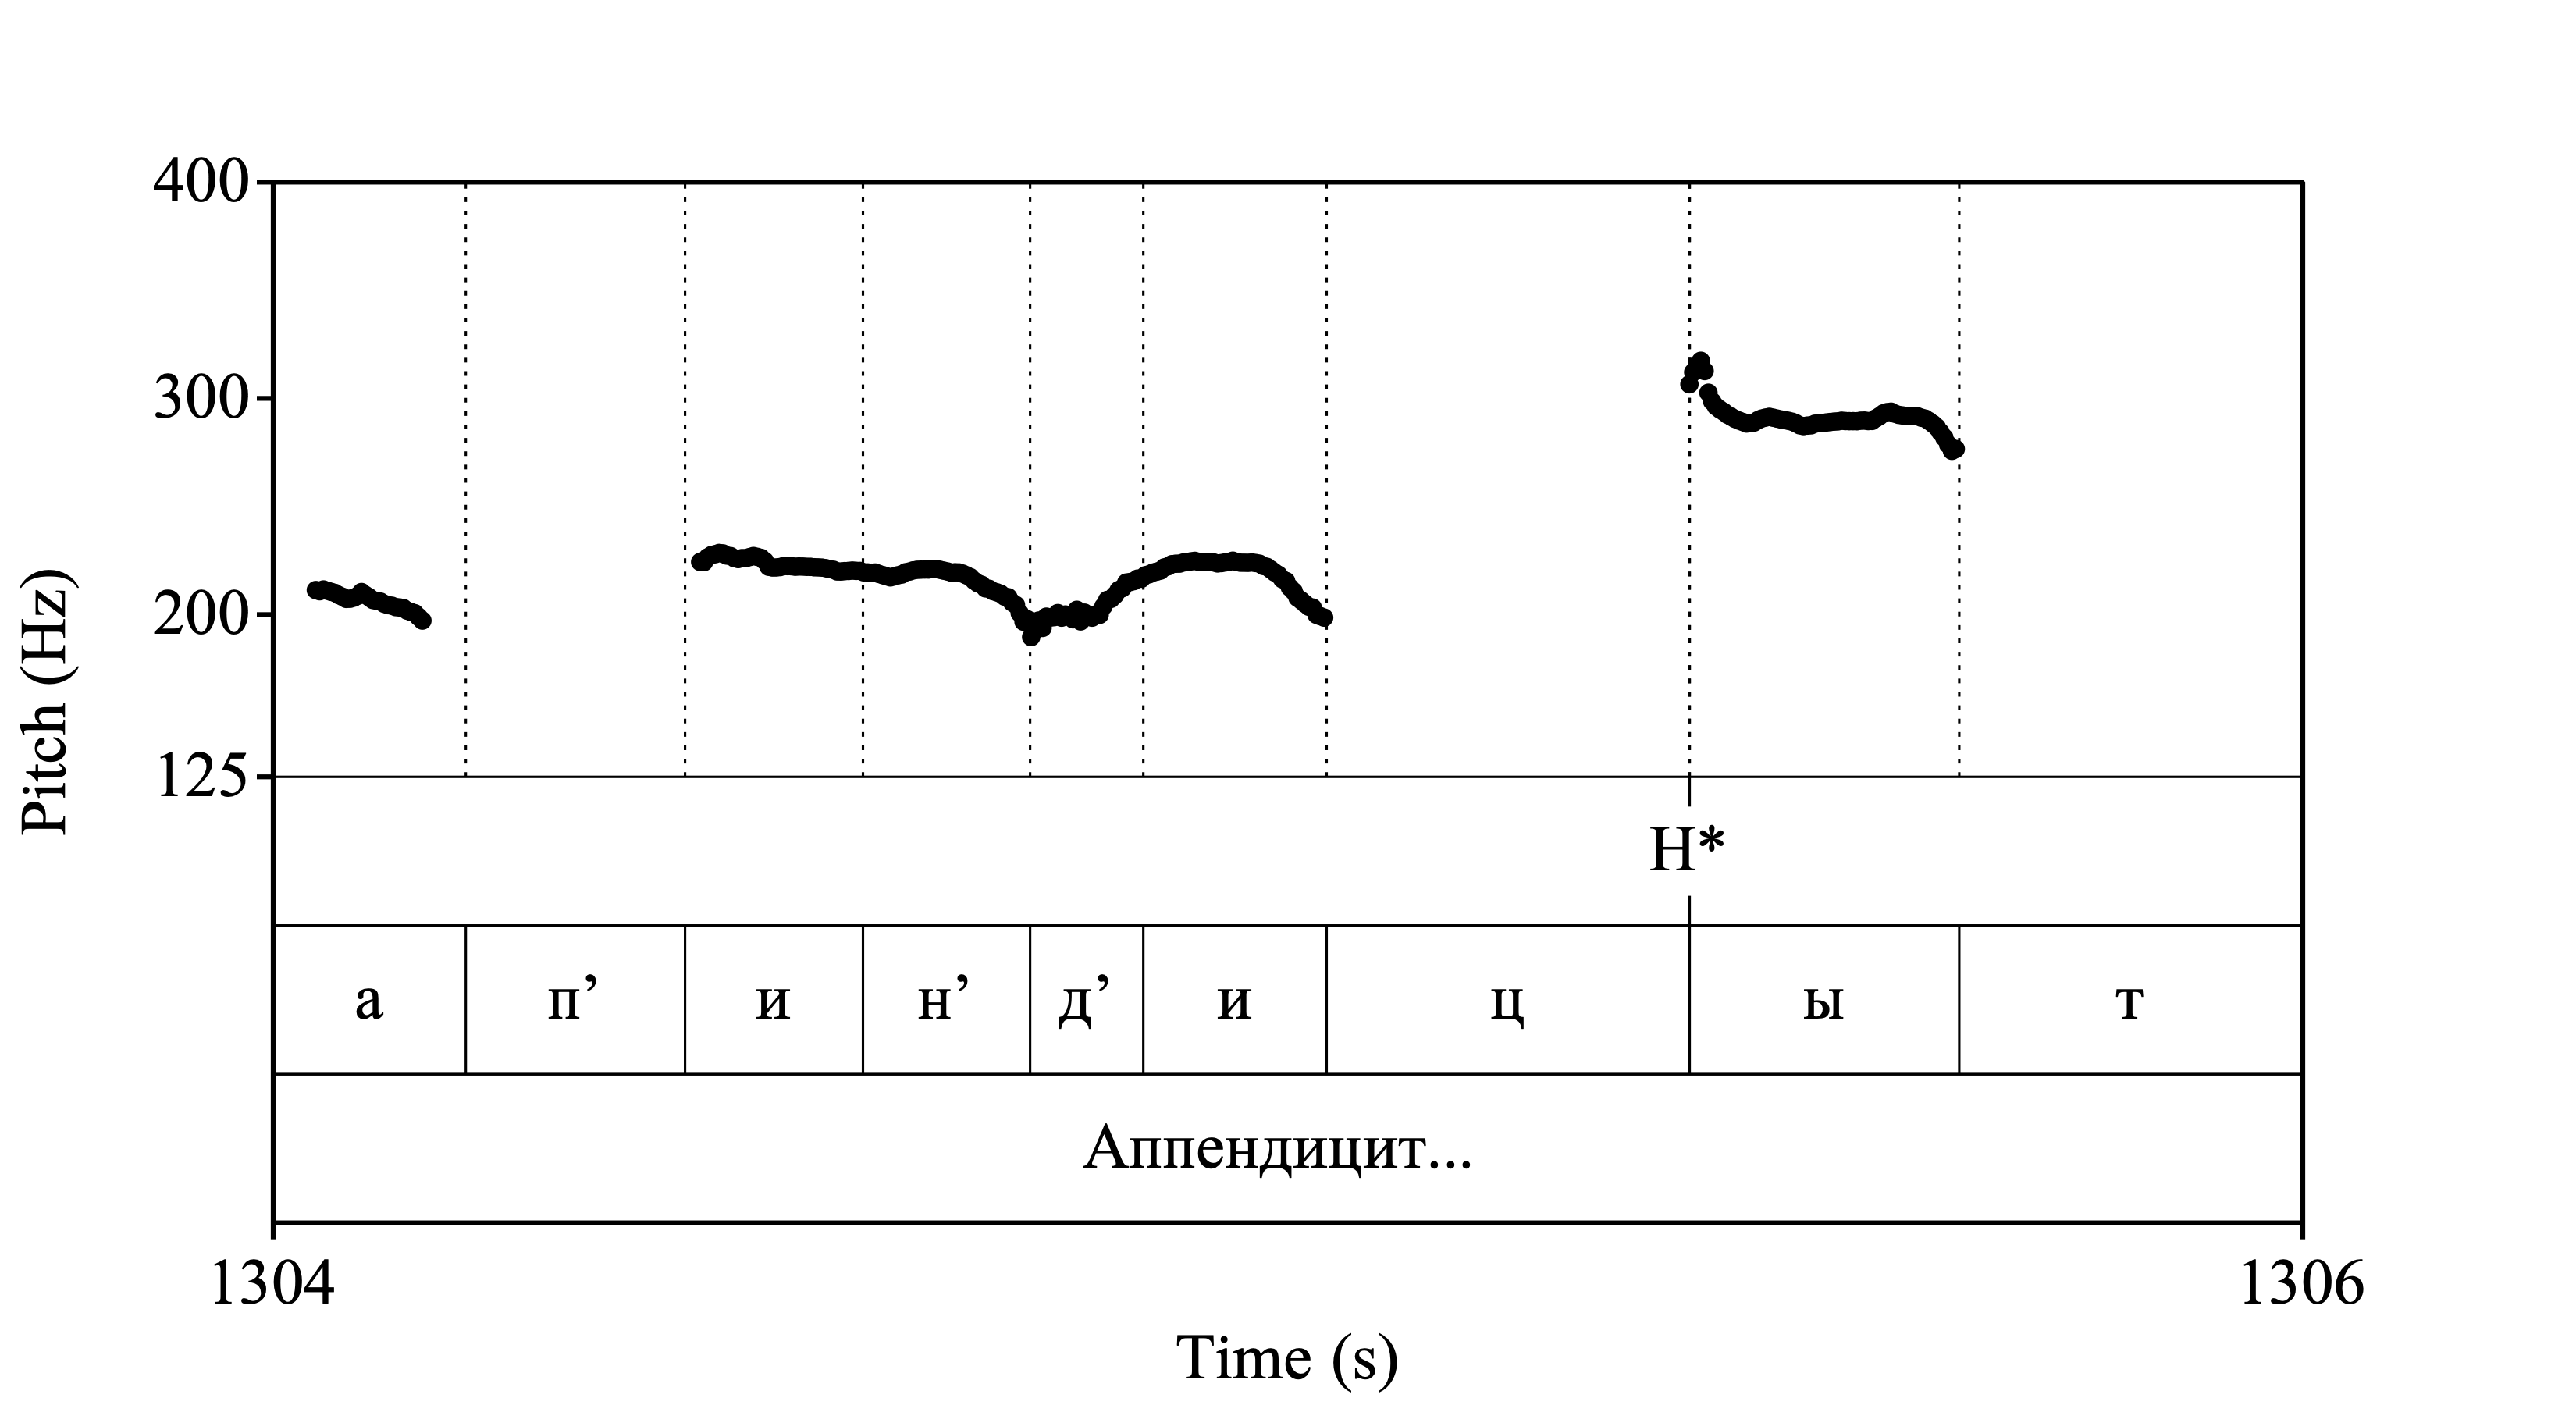 400
300
200
125
Pitch (Hz)
H*
а п’ и н’ д’ и ц ы т
Аппендицит...
1304 1306
Time (s)